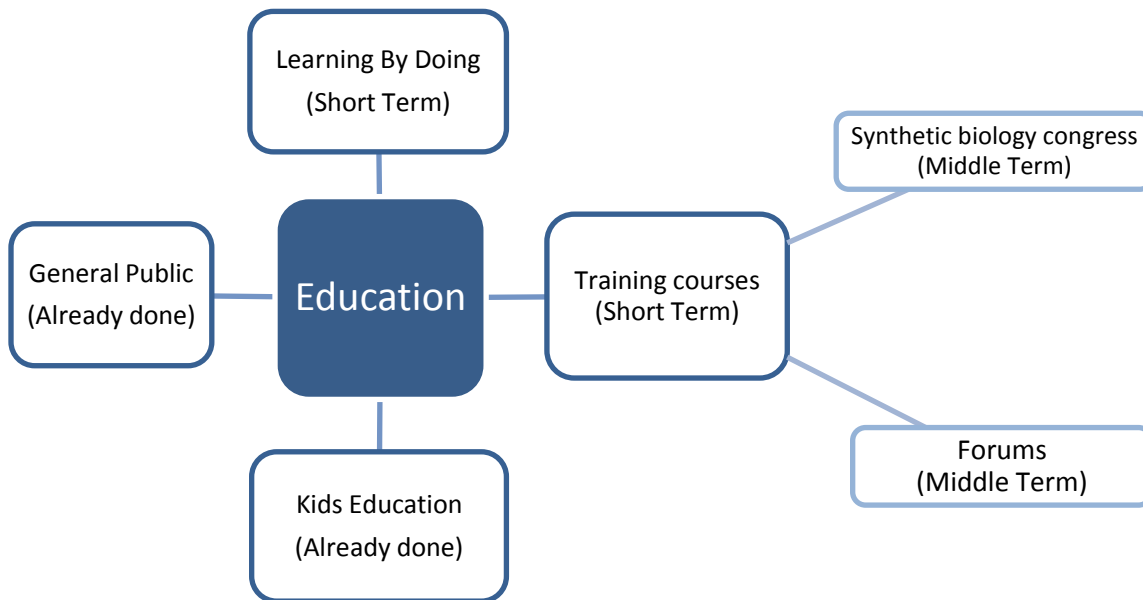 Learning By Doing
(Short Term)
Synthetic biology congress
(Middle Term)
General Public
(Already done)
Education
Training courses
(Short Term)
Forums
(Middle Term)
Kids Education
(Already done)